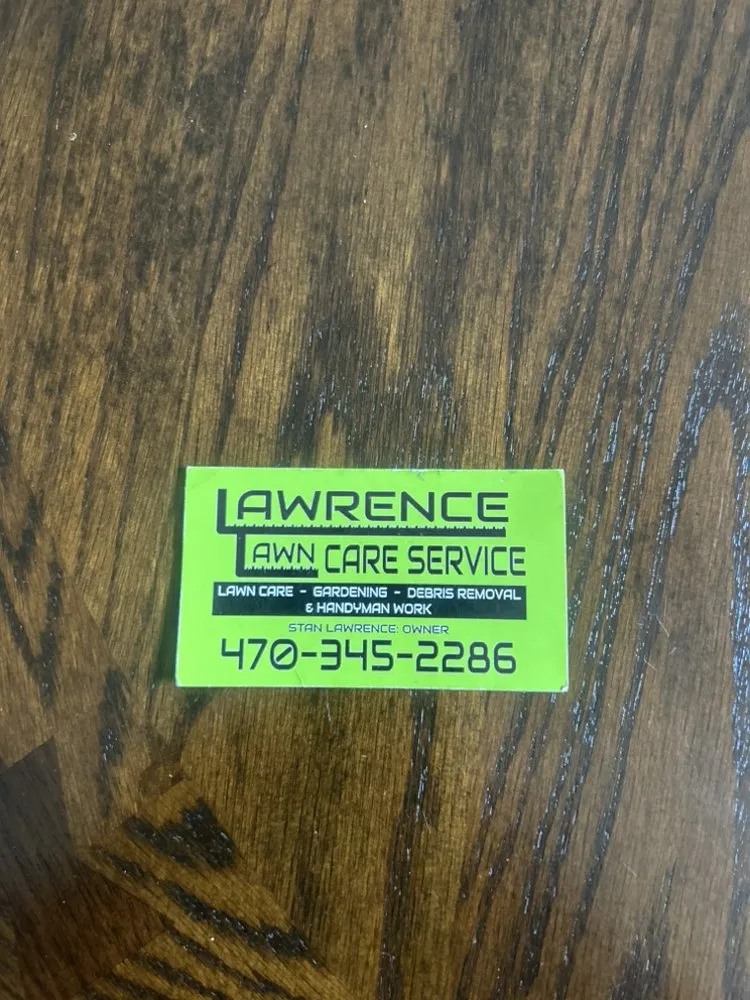 LAWRENCE
LAWN CARE SERVICE
LAWN CARE - GARDENING - DEBRIS REMOVAL
& HANDYMAN WORK
STAN LAWRENCE: OWNER
470-345-2286